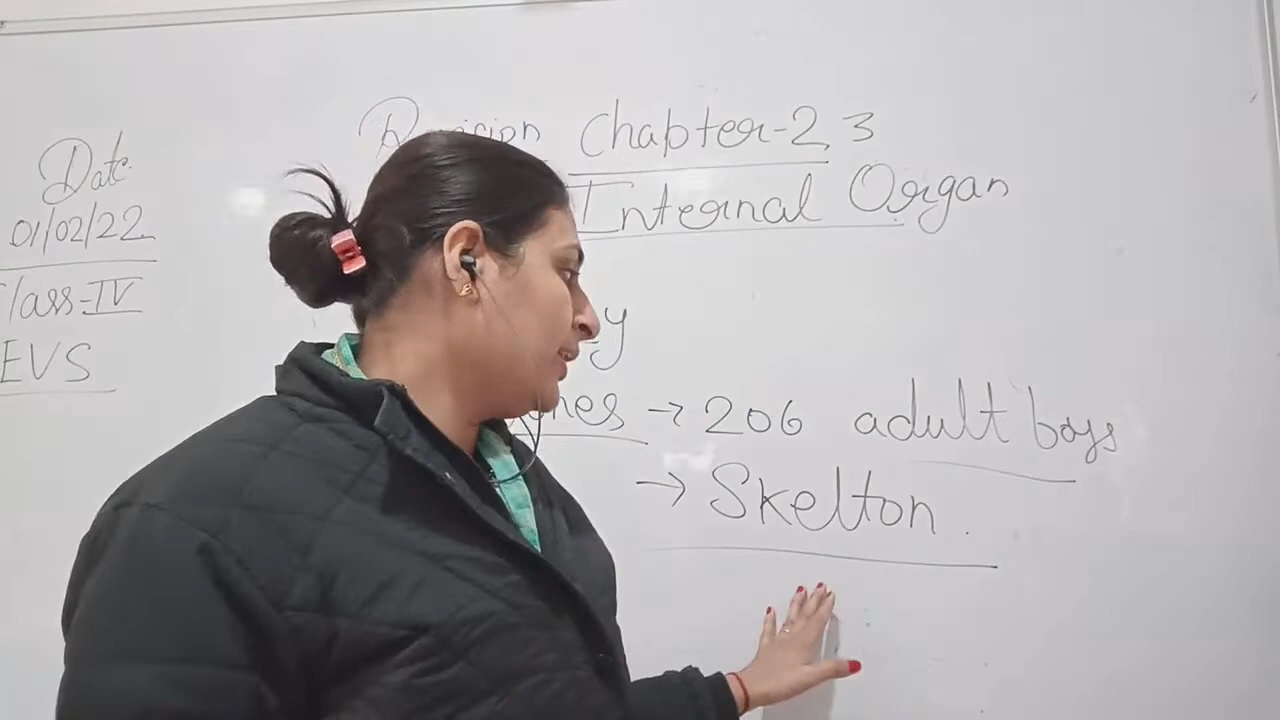 Date
01/02/22
Class-IV
EVS
Chapter-2, 3
Internal Organ
→ 206 adult boys
→ Skelton.